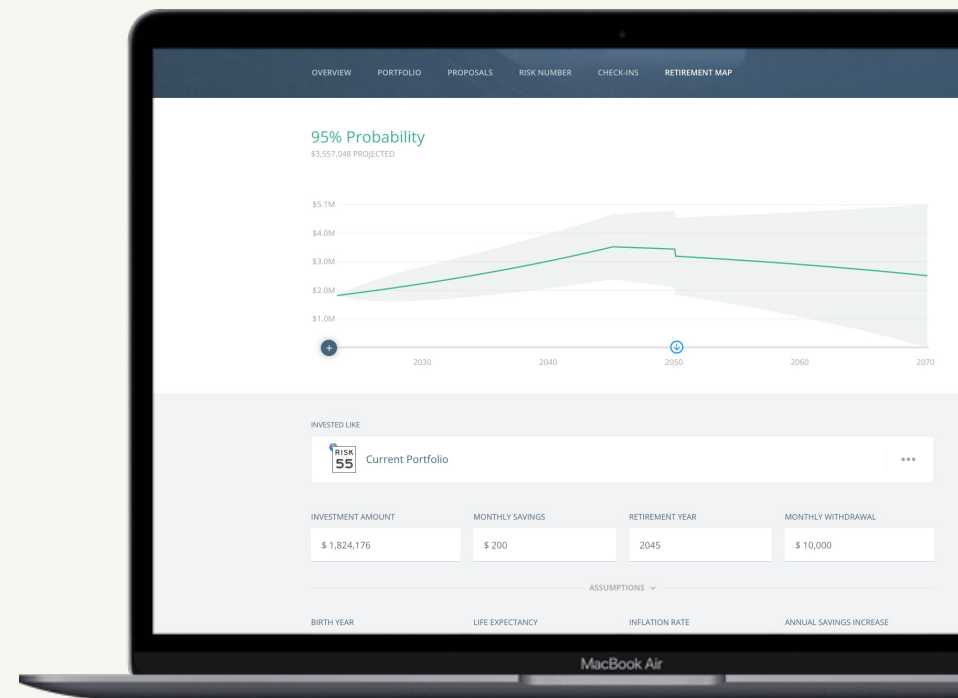 OVERVIEW PORTFOLIO PROPOSALS RISK NUMBER CHECK-INS RETIREMENT MAP
95% Probability
$3,557,048 PROJECTED
$5.1M
$4.0M
$3.0M
$2.0M
$1.0M
2030 2040 2050 2060 2070
INVESTED LIKE
RISK
55
Current Portfolio
INVESTMENT AMOUNT MONTHLY SAVINGS RETIREMENT YEAR MONTHLY WITHDRAWAL
$ 1,824,176 $ 200 2045 $ 10,000
ASSUMPTIONS
BIRTH YEAR LIFE EXPECTANCY INFLATION RATE ANNUAL SAVINGS INCREASE
MacBook Air